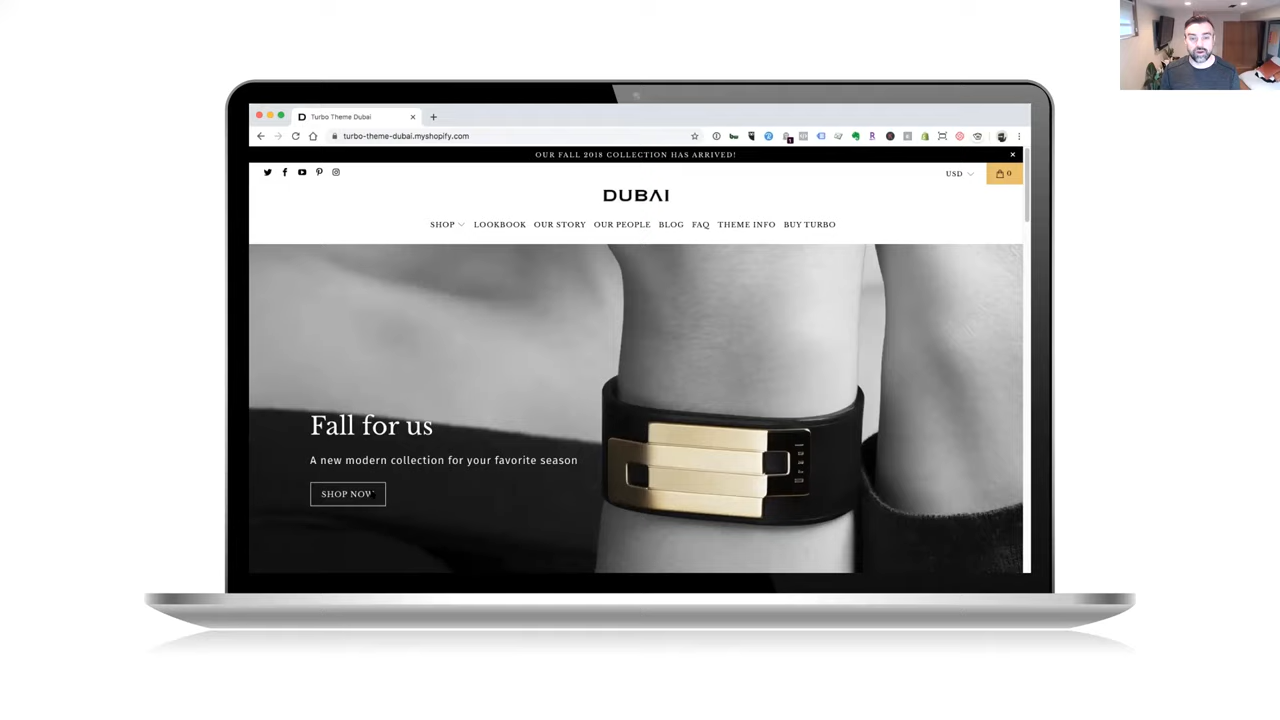 Turbo Theme Dubai
turbo-theme-dubai.myshopify.com
OUR FALL 2018 COLLECTION HAS ARRIVED!
USD
0
DUBAI
SHOP LOOKBOOK OUR STORY OUR PEOPLE BLOG FAQ THEME INFO BUY TURBO
Fall for us
A new modern collection for your favorite season
SHOP NOW